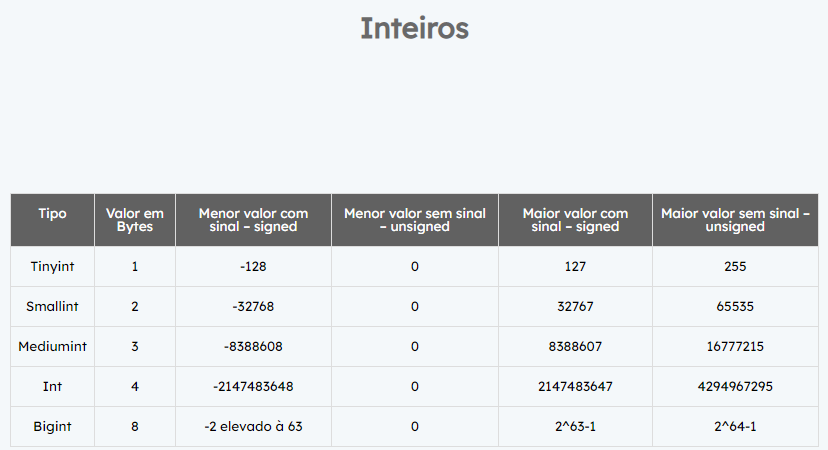 Inteiros
Tipo Valor em Bytes Menor valor com sinal – signed Menor valor sem sinal – unsigned Maior valor com sinal – signed Maior valor sem sinal – unsigned
Tinyint 1 -128 0 127 255
Smallint 2 -32768 0 32767 65535
Mediumint 3 -8388608 0 8388607 16777215
Int 4 -2147483648 0 2147483647 4294967295
Bigint 8 -2 elevado à 63 0 2^63-1 2^64-1